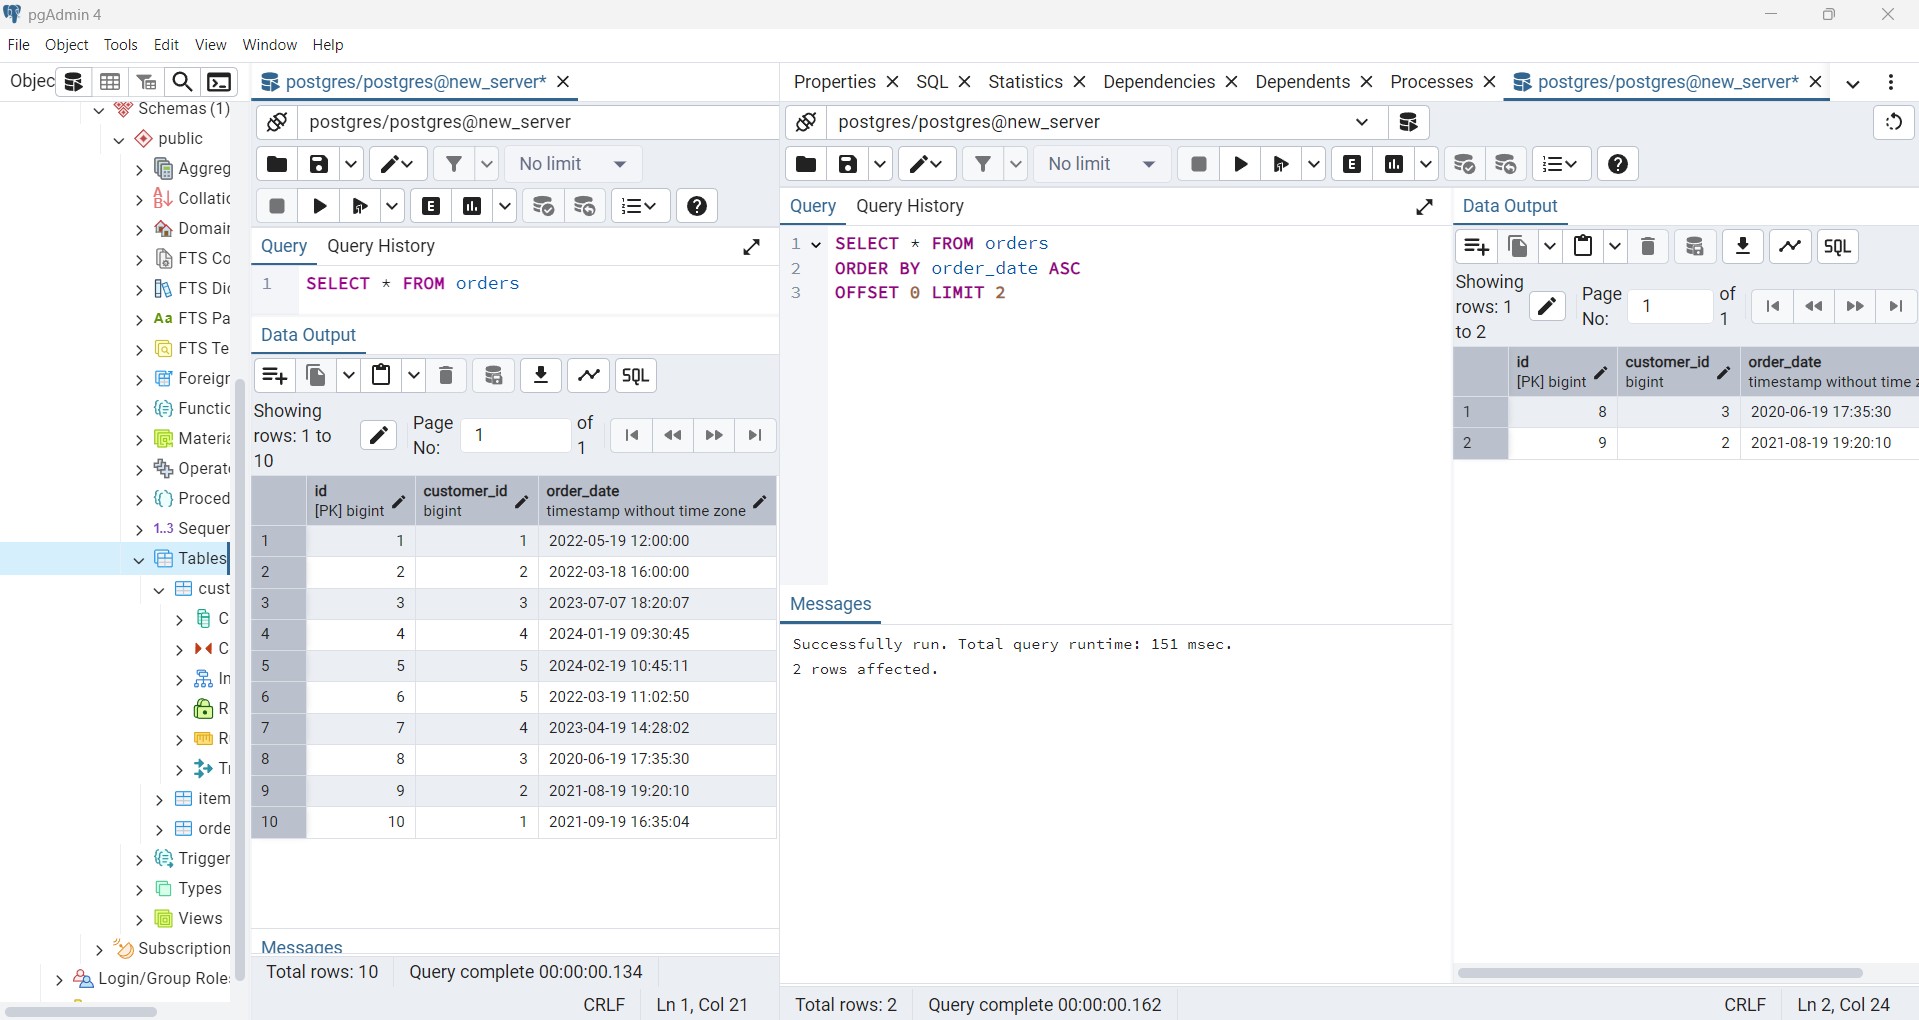 pgAdmin 4
File Object Tools Edit View Window Help
Objec
Schemas (1)
public
Aggreg
Collatic
Domair
FTS Co
FTS Dic
Aa FTS Pa
FTS Te
Foreigr
Functic
Materia
Operat
Proced
1..3 Sequer
Tables
cust
C
C
In
R
R
Tr
item
orde
Trigger
Types
Views
Subscription
Login/Group Role
postgres/postgres@new_server*
postgres/postgres@new_server
No limit
E
Query Query History
1 SELECT * FROM orders
Data Output
SQL
Showing rows: 1 to 10
Page No: 1 of 1
id [PK] bigint customer_id bigint order_date timestamp without time zone
1 1 1 2022-05-19 12:00:00
2 2 2 2022-03-18 16:00:00
3 3 3 2023-07-07 18:20:07
4 4 4 2024-01-19 09:30:45
5 5 5 2024-02-19 10:45:11
6 6 5 2022-03-19 11:02:50
7 7 4 2023-04-19 14:28:02
8 8 3 2020-06-19 17:35:30
9 9 2 2021-08-19 19:20:10
10 10 1 2021-09-19 16:35:04
Messages
Total rows: 10 Query complete 00:00:00.134
CRLF Ln 1, Col 21
Properties SQL Statistics Dependencies Dependents Processes postgres/postgres@new_server*
postgres/postgres@new_server
No limit
E
Query Query History
1 SELECT * FROM orders
2 ORDER BY order_date ASC
3 OFFSET 0 LIMIT 2
Messages
Successfully run. Total query runtime: 151 msec.
2 rows affected.
Data Output
SQL
Showing rows: 1 to 2
Page No: 1 of 1
id [PK] bigint customer_id bigint order_date timestamp without time z
1 8 3 2020-06-19 17:35:30
2 9 2 2021-08-19 19:20:10
Total rows: 2 Query complete 00:00:00.162
CRLF Ln 2, Col 24